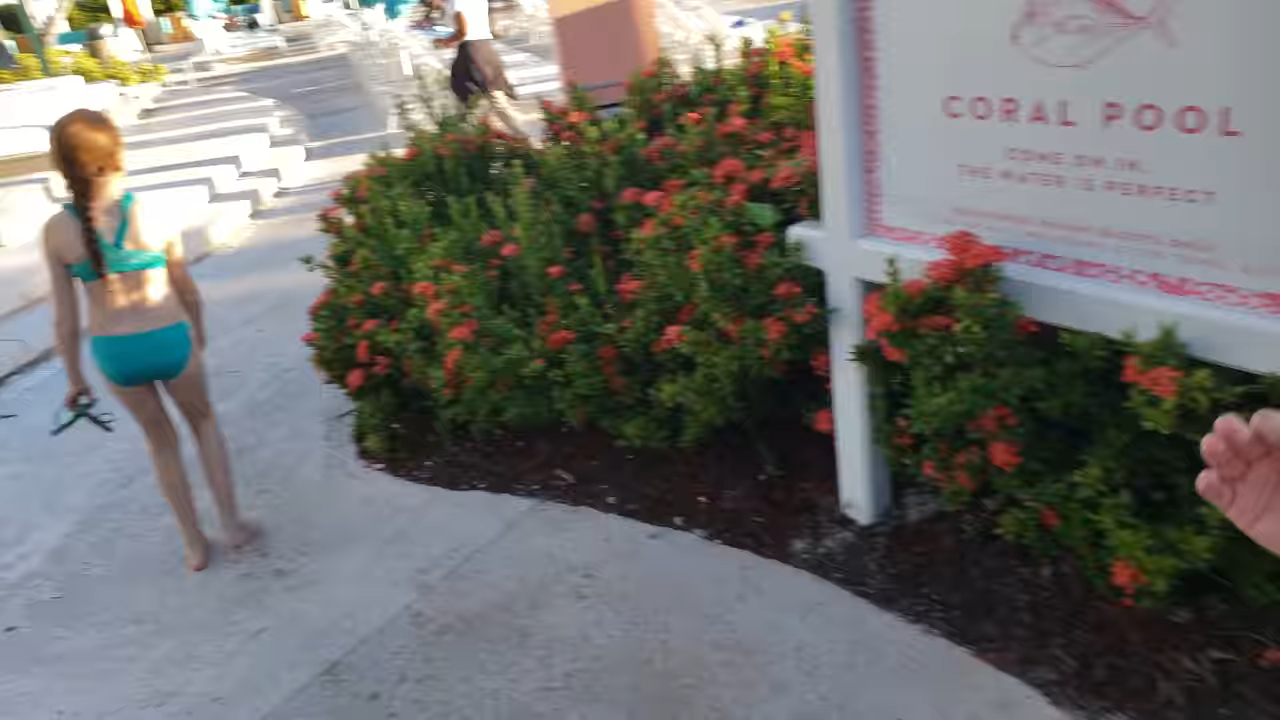 CORAL POOL
COME ON IN.
THE WATER IS PERFECT